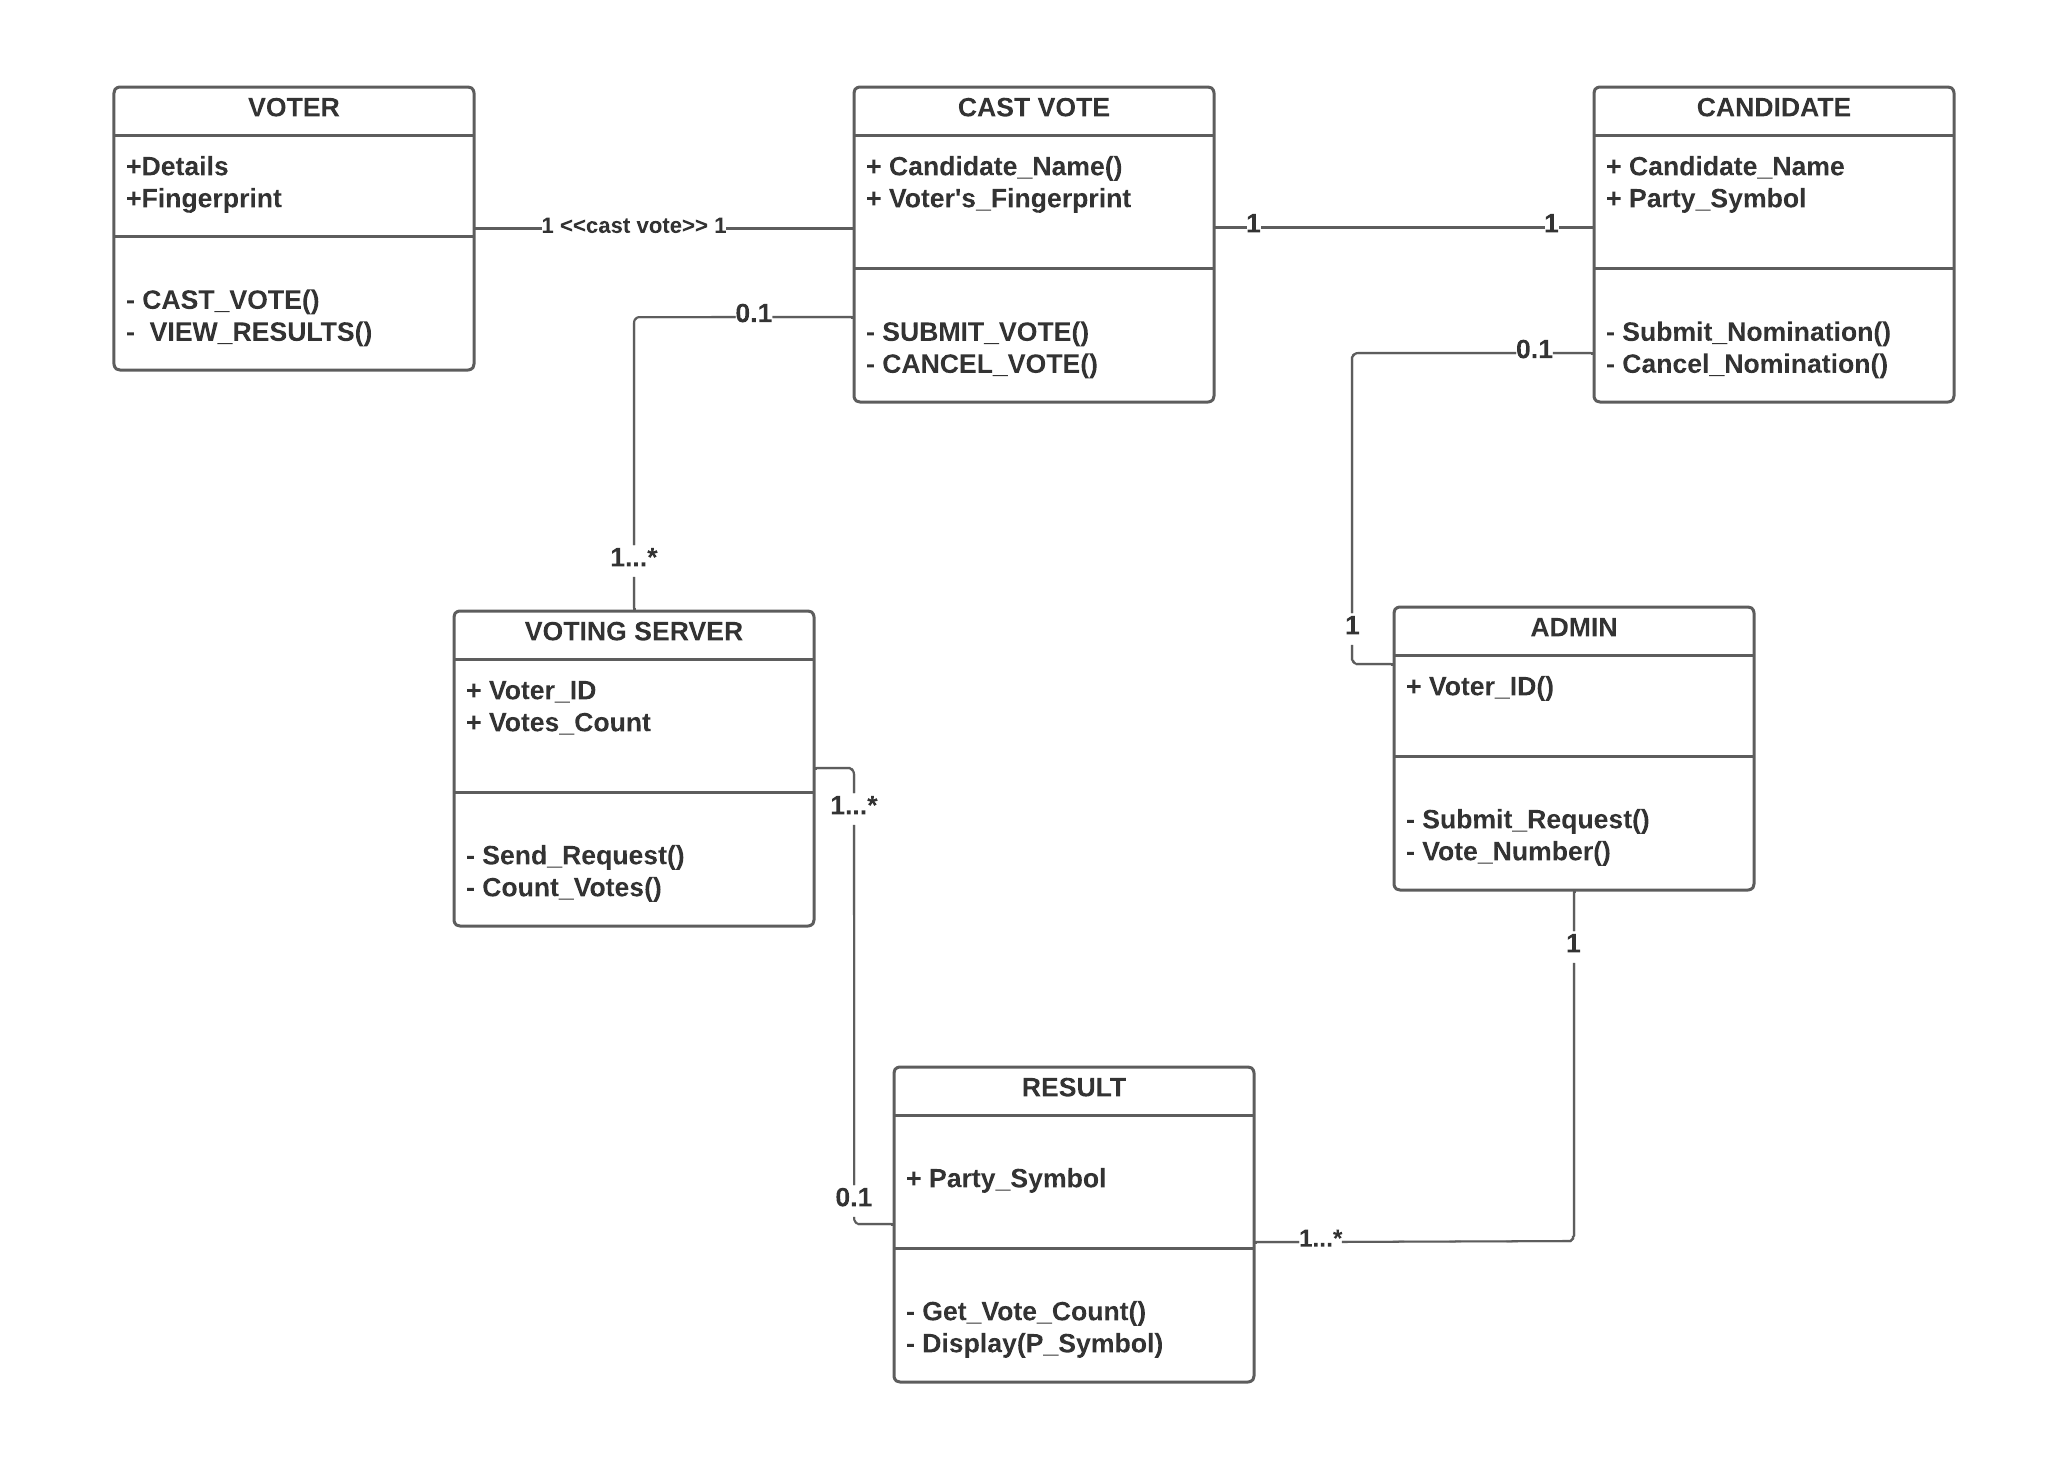 VOTER
+Details
+Fingerprint
- CAST_VOTE()
-  VIEW_RESULTS()
1 <<cast vote>> 1
CAST VOTE
+ Candidate_Name()
+ Voter's_Fingerprint
- SUBMIT_VOTE()
- CANCEL_VOTE()
1
1
CANDIDATE
+ Candidate_Name
+ Party_Symbol
- Submit_Nomination()
- Cancel_Nomination()
0.1
1...*
0.1
1
VOTING SERVER
+ Voter_ID
+ Votes_Count
- Send_Request()
- Count_Votes()
ADMIN
+ Voter_ID()
- Submit_Request()
- Vote_Number()
1...*
0.1
1
1...*
RESULT
+ Party_Symbol
- Get_Vote_Count()
- Display(P_Symbol)